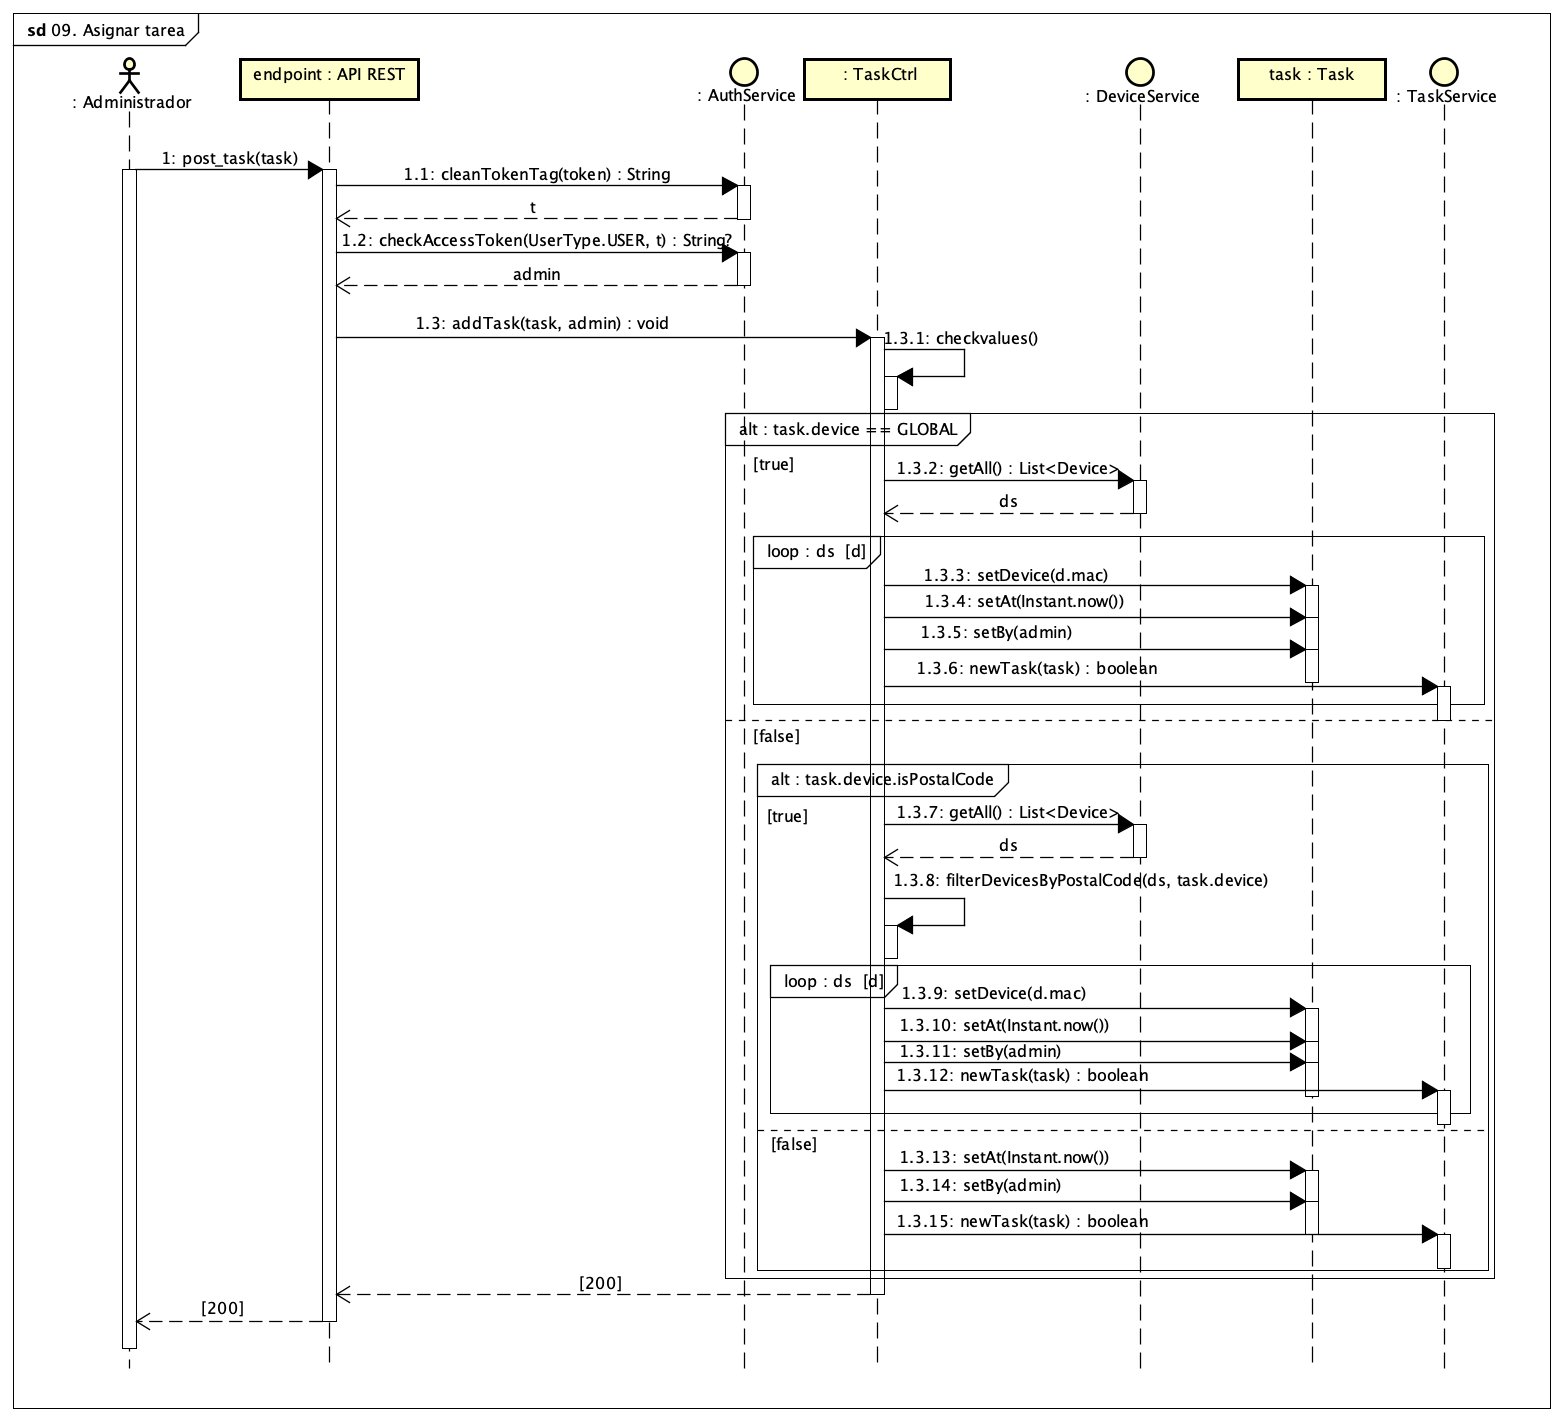 sd 09. Asignar tarea
: Administrador
endpoint : API REST
: AuthService
: TaskCtrl
: DeviceService
task : Task
: TaskService
1: post_task(task)
1.1: cleanTokenTag(token) : String
t
1.2: checkAccessToken(UserType.USER, t) : String?
admin
1.3: addTask(task, admin) : void
1.3.1: checkvalues()
alt : task.device == GLOBAL
[true]
1.3.2: getAll() : List<Device>
ds
loop : ds  [d]
1.3.3: setDevice(d.mac)
1.3.4: setAt(Instant.now())
1.3.5: setBy(admin)
1.3.6: newTask(task) : boolean
[false]
alt : task.device.isPostalCode
[true]
1.3.7: getAll() : List<Device>
ds
1.3.8: filterDevicesByPostalCode(ds, task.device)
loop : ds  [d]
1.3.9: setDevice(d.mac)
1.3.10: setAt(Instant.now())
1.3.11: setBy(admin)
1.3.12: newTask(task) : boolean
[false]
1.3.13: setAt(Instant.now())
1.3.14: setBy(admin)
1.3.15: newTask(task) : boolean
[200]
[200]